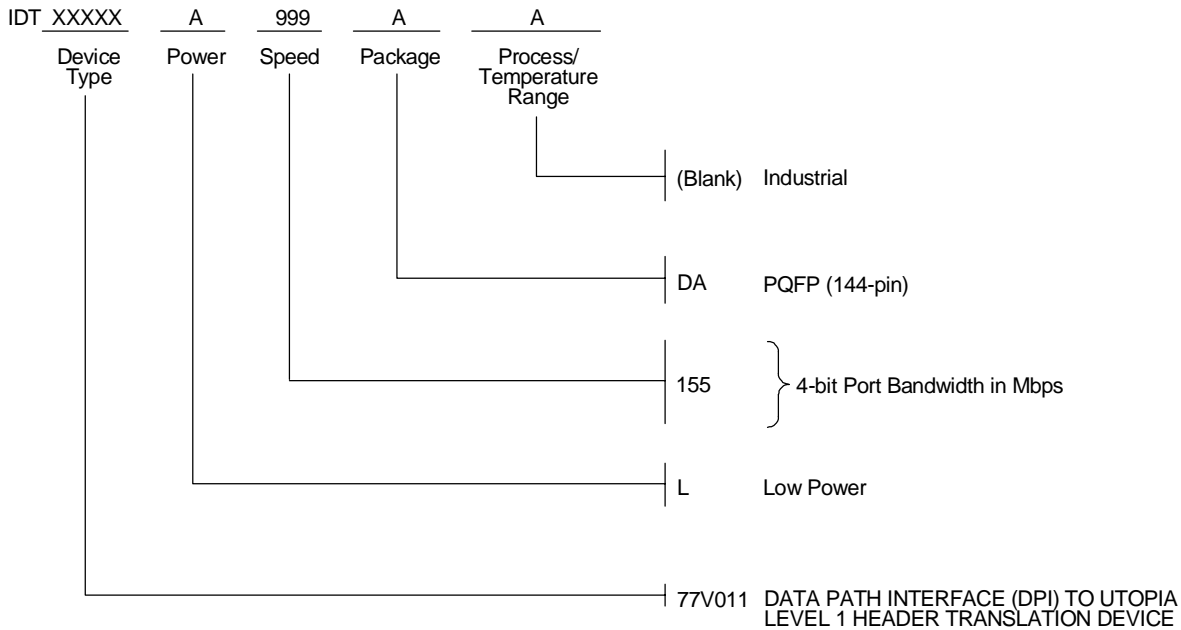 IDT XXXXX A 999 A A
Device Type Power Speed Package Process/ Temperature Range
(Blank) Industrial
DA PQFP (144-pin)
155 4-bit Port Bandwidth in Mbps
L Low Power
77V011 DATA PATH INTERFACE (DPI) TO UTOPIA
LEVEL 1 HEADER TRANSLATION DEVICE